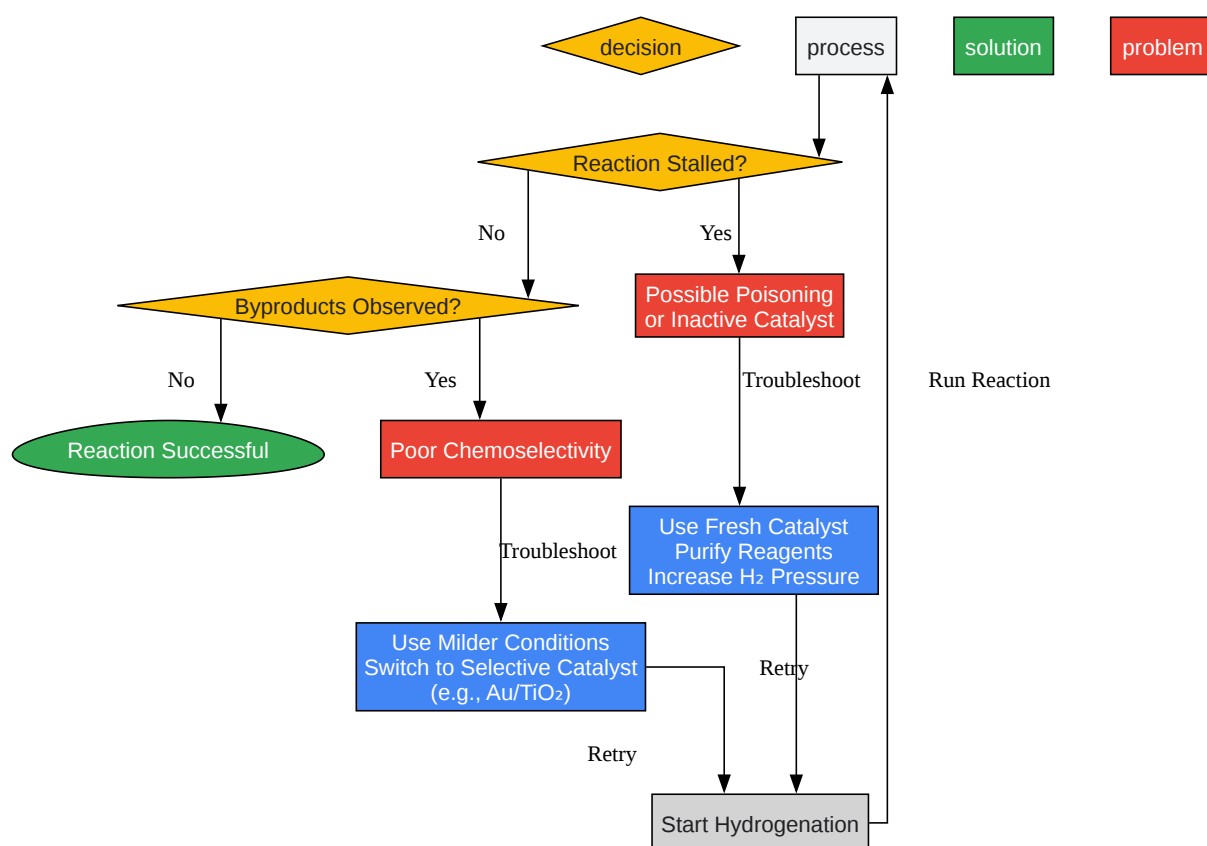 decision
process
solution
problem
Reaction Stalled?
No
Yes
Byproducts Observed?
Possible Poisoning
or Inactive Catalyst
No
Yes
Troubleshoot
Run Reaction
Reaction Successful
Poor Chemoselectivity
Troubleshoot
Use Fresh Catalyst
Purify Reagents
Increase H₂ Pressure
Use Milder Conditions
Switch to Selective Catalyst
(e.g., Au/TiO₂)
Retry
Retry
Start Hydrogenation